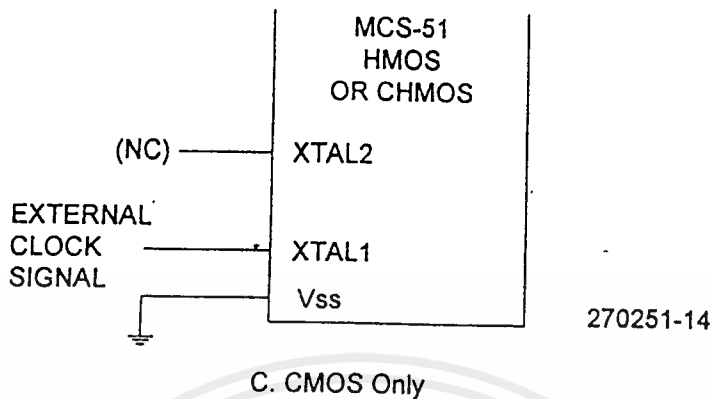 MCS-51
HMOS
OR CHMOS
(NC)
XTAL2
EXTERNAL
CLOCK
SIGNAL
XTAL1
Vss
270251-14
C. CMOS Only